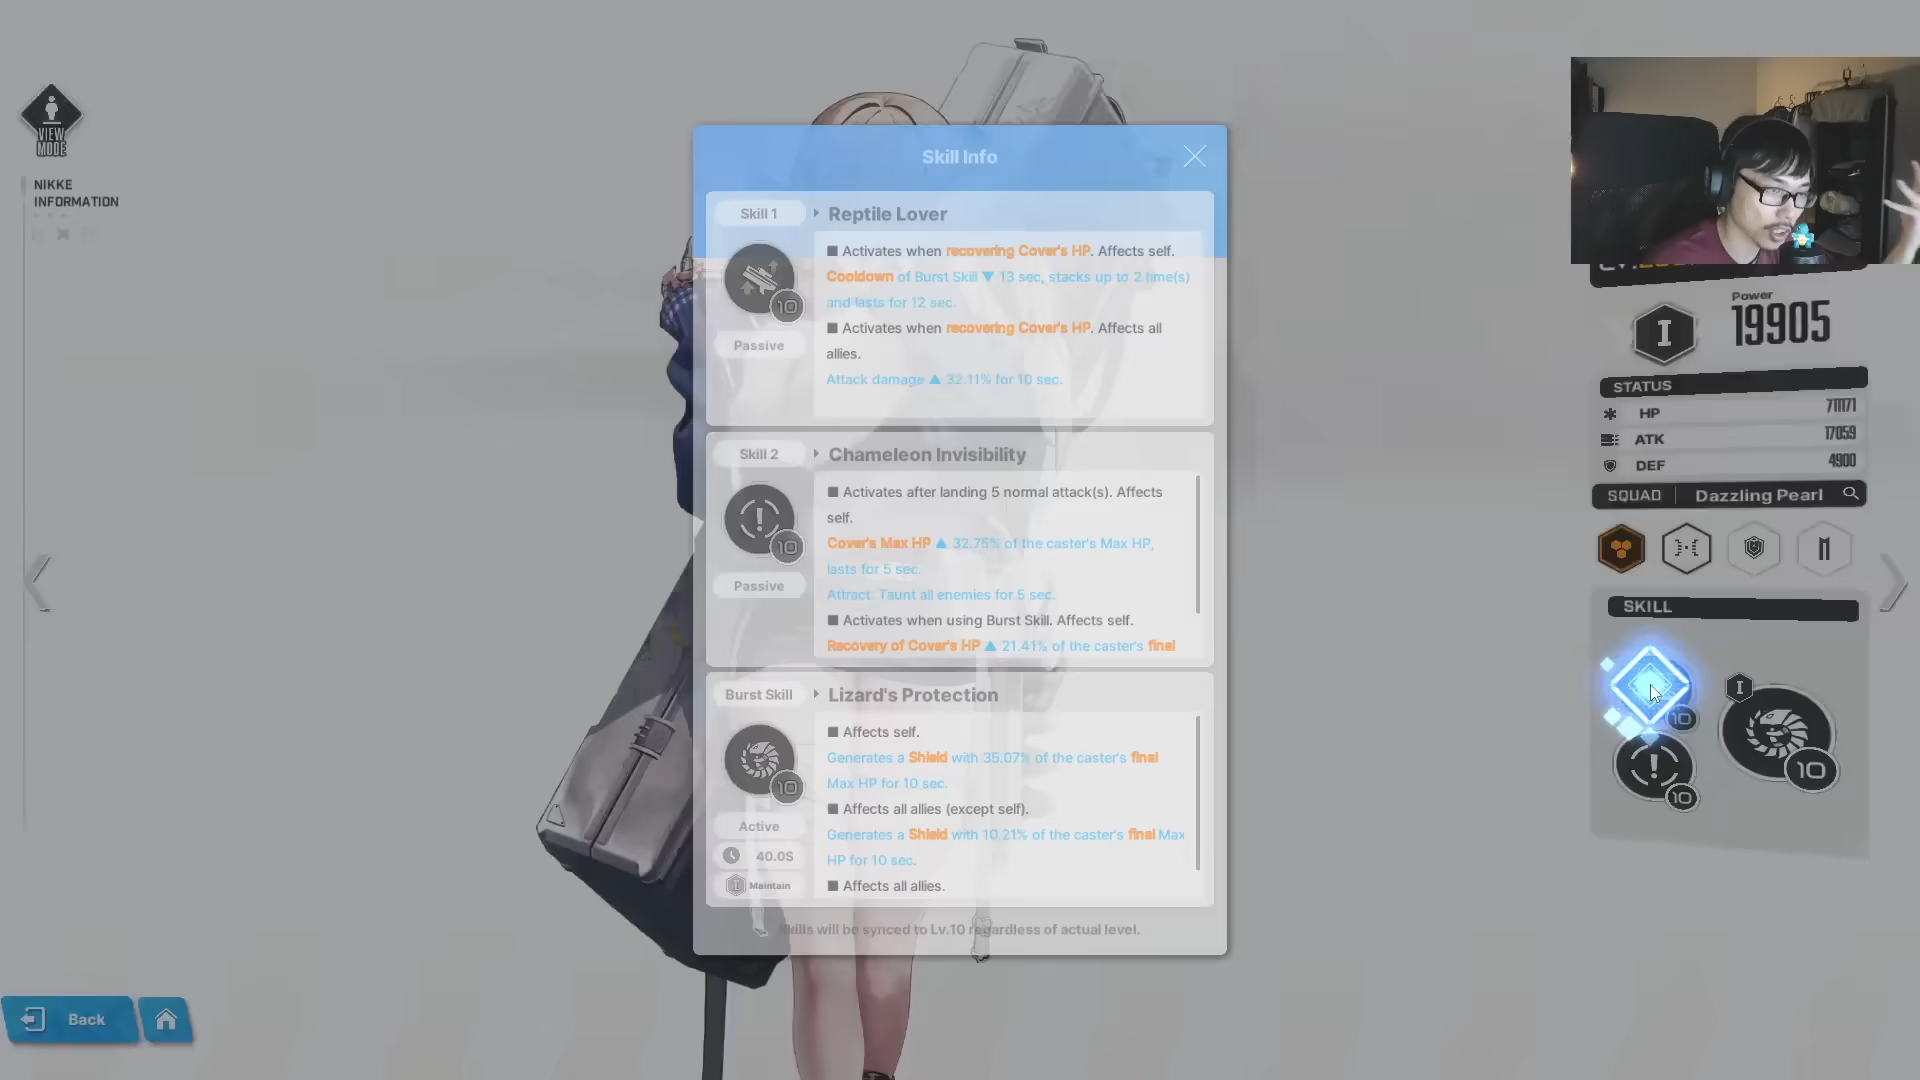 VIEW
MODE
NIKKE
INFORMATION
Skill Info
Skill 1
Reptile Lover
10
Passive
■ Activates when recovering Cover's HP. Affects self.
Cooldown of Burst Skill ▼ 13 sec, stacks up to 2 time(s)
and lasts for 12 sec.
■ Activates when recovering Cover's HP. Affects all
allies.
Attack damage ▲ 32.11% for 10 sec.
Skill 2
Chameleon Invisibility
10
Passive
■ Activates after landing 5 normal attack(s). Affects
self.
Cover's Max HP ▲ 32.75% of the caster's Max HP,
lasts for 5 sec.
Attract: Taunt all enemies for 5 sec.
■ Activates when using Burst Skill. Affects self.
Recovery of Cover's HP ▲ 21.41% of the caster's final
Burst Skill
Lizard's Protection
10
Active
40.0S
I Maintain
■ Affects self.
Generates a Shield with 35.07% of the caster's final
Max HP for 10 sec.
■ Affects all allies (except self).
Generates a Shield with 10.21% of the caster's final Max
HP for 10 sec.
■ Affects all allies.
Skills will be synced to Lv.10 regardless of actual level.
I
Power
19905
STATUS
HP 711171
ATK 17059
DEF 4900
SQUAD Dazzling Pearl
SKILL
10
I
10
10
Back